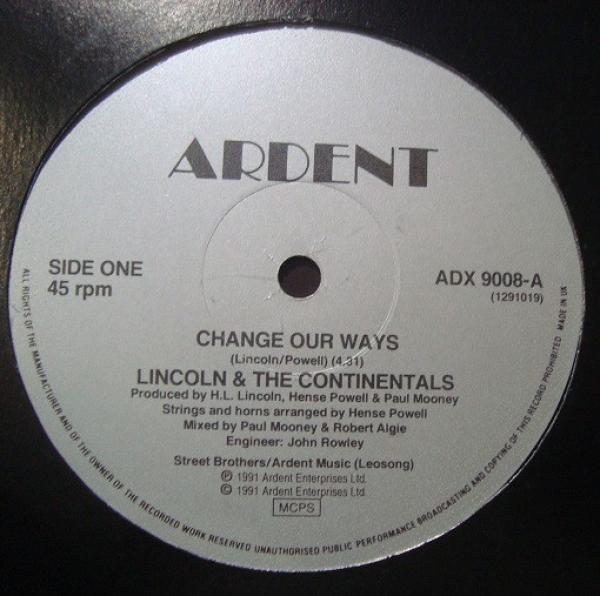 ARDENT
SIDE ONE
45 rpm
ADX 9008-A
(1291019)
CHANGE OUR WAYS
(Lincoln/Powell) (4.31)
LINCOLN & THE CONTINENTALS
Produced by H.L. Lincoln, Hense Powell & Paul Mooney
Strings and horns arranged by Hense Powell
Mixed by Paul Mooney & Robert Algie
Engineer: John Rowley
Street Brothers/Ardent Music (Leosong)
℗ 1991 Ardent Enterprises Ltd.
© 1991 Ardent Enterprises Ltd.
MCPS
ALL RIGHTS OF THE MANUFACTURER AND OF THE OWNER OF THE RECORDED WORK RESERVED UNAUTHORISED PUBLIC PERFORMANCE BROADCASTING AND COPYING OF THIS RECORD PROHIBITED MADE IN UK